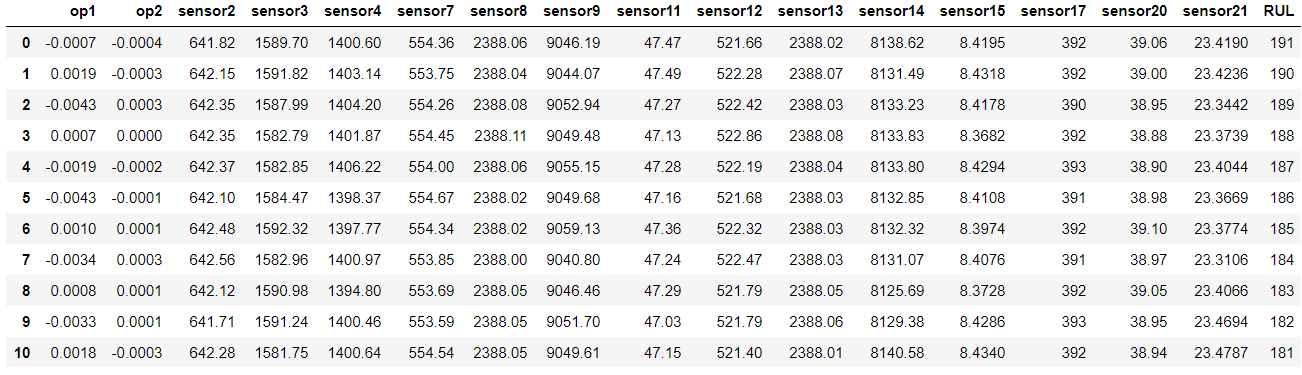 op1 op2 sensor2 sensor3 sensor4 sensor7 sensor8 sensor9 sensor11 sensor12 sensor13 sensor14 sensor15 sensor17 sensor20 sensor21 RUL
0 -0.0007 -0.0004 641.82 1589.70 1400.60 554.36 2388.06 9046.19 47.47 521.66 2388.02 8138.62 8.4195 392 39.06 23.4190 191
1 0.0019 -0.0003 642.15 1591.82 1403.14 553.75 2388.04 9044.07 47.49 522.28 2388.07 8131.49 8.4318 392 39.00 23.4236 190
2 -0.0043 0.0003 642.35 1587.99 1404.20 554.26 2388.08 9052.94 47.27 522.42 2388.03 8133.23 8.4178 390 38.95 23.3442 189
3 0.0007 0.0000 642.35 1582.79 1401.87 554.45 2388.11 9049.48 47.13 522.86 2388.08 8133.83 8.3682 392 38.88 23.3739 188
4 -0.0019 -0.0002 642.37 1582.85 1406.22 554.00 2388.06 9055.15 47.28 522.19 2388.04 8133.80 8.4294 393 38.90 23.4044 187
5 -0.0043 -0.0001 642.10 1584.47 1398.37 554.67 2388.02 9049.68 47.16 521.68 2388.03 8132.85 8.4108 391 38.98 23.3669 186
6 0.0010 0.0001 642.48 1592.32 1397.77 554.34 2388.02 9059.13 47.36 522.32 2388.03 8132.32 8.3974 392 39.10 23.3774 185
7 -0.0034 0.0003 642.56 1582.96 1400.97 553.85 2388.00 9040.80 47.24 522.47 2388.03 8131.07 8.4076 391 38.97 23.3106 184
8 0.0008 0.0001 642.12 1590.98 1394.80 553.69 2388.05 9046.46 47.29 521.79 2388.05 8125.69 8.3728 392 39.05 23.4066 183
9 -0.0033 0.0001 641.71 1591.24 1400.46 553.59 2388.05 9051.70 47.03 521.79 2388.06 8129.38 8.4286 393 38.95 23.4694 182
10 0.0018 -0.0003 642.28 1581.75 1400.64 554.54 2388.05 9049.61 47.15 521.40 2388.01 8140.58 8.4340 392 38.94 23.4787 181